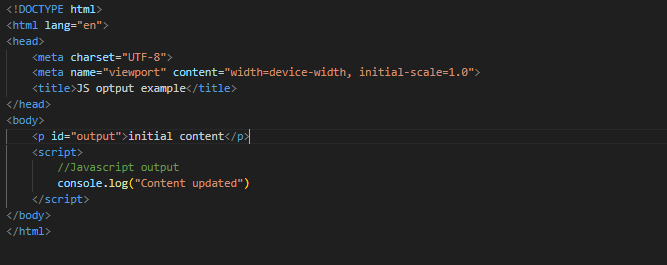 <!DOCTYPE html>
<html lang="en">
<head>
    <meta charset="UTF-8">
    <meta name="viewport" content="width=device-width, initial-scale=1.0">
    <title>JS optput example</title>
</head>
<body>
    <p id="output">initial content</p>
    <script>
        //Javascript output
        console.log("Content updated")
    </script>
</body>
</html>